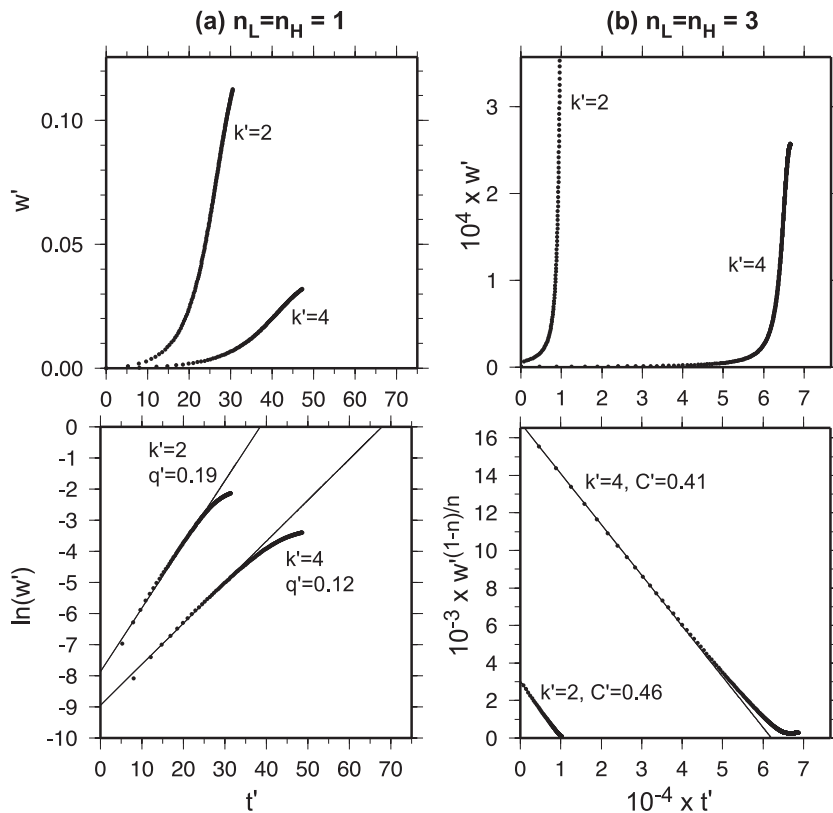 (a) n_L=n_H = 1
(b) n_L=n_H = 3
w'
0.10
0.05
0.00
k'=2
k'=4
0 10 20 30 40 50 60 70
10^4 x w'
3
2
1
0
k'=2
k'=4
0 1 2 3 4 5 6 7
ln(w')
0
-1
-2
-3
-4
-5
-6
-7
-8
-9
-10
k'=2
q'=0.19
k'=4
q'=0.12
0 10 20 30 40 50 60 70
t'
10^-3 x w'^(1-n)/n
16
14
12
10
8
6
4
2
0
k'=4, C'=0.41
k'=2, C'=0.46
0 1 2 3 4 5 6 7
10^-4 x t'